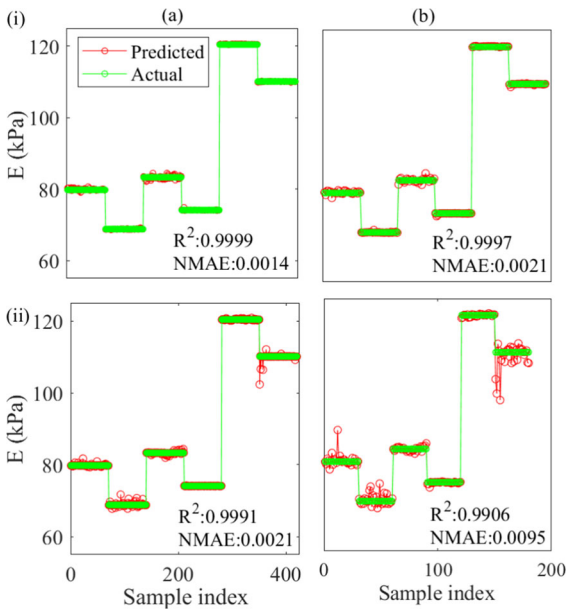 (i)
(a)
(b)
120
100
80
60
E (kPa)
Predicted
Actual
R²:0.9999
NMAE:0.0014
R²:0.9997
NMAE:0.0021
(ii)
120
100
80
60
E (kPa)
R²:0.9991
NMAE:0.0021
R²:0.9906
NMAE:0.0095
0 200 400
0 100 200
Sample index
Sample index